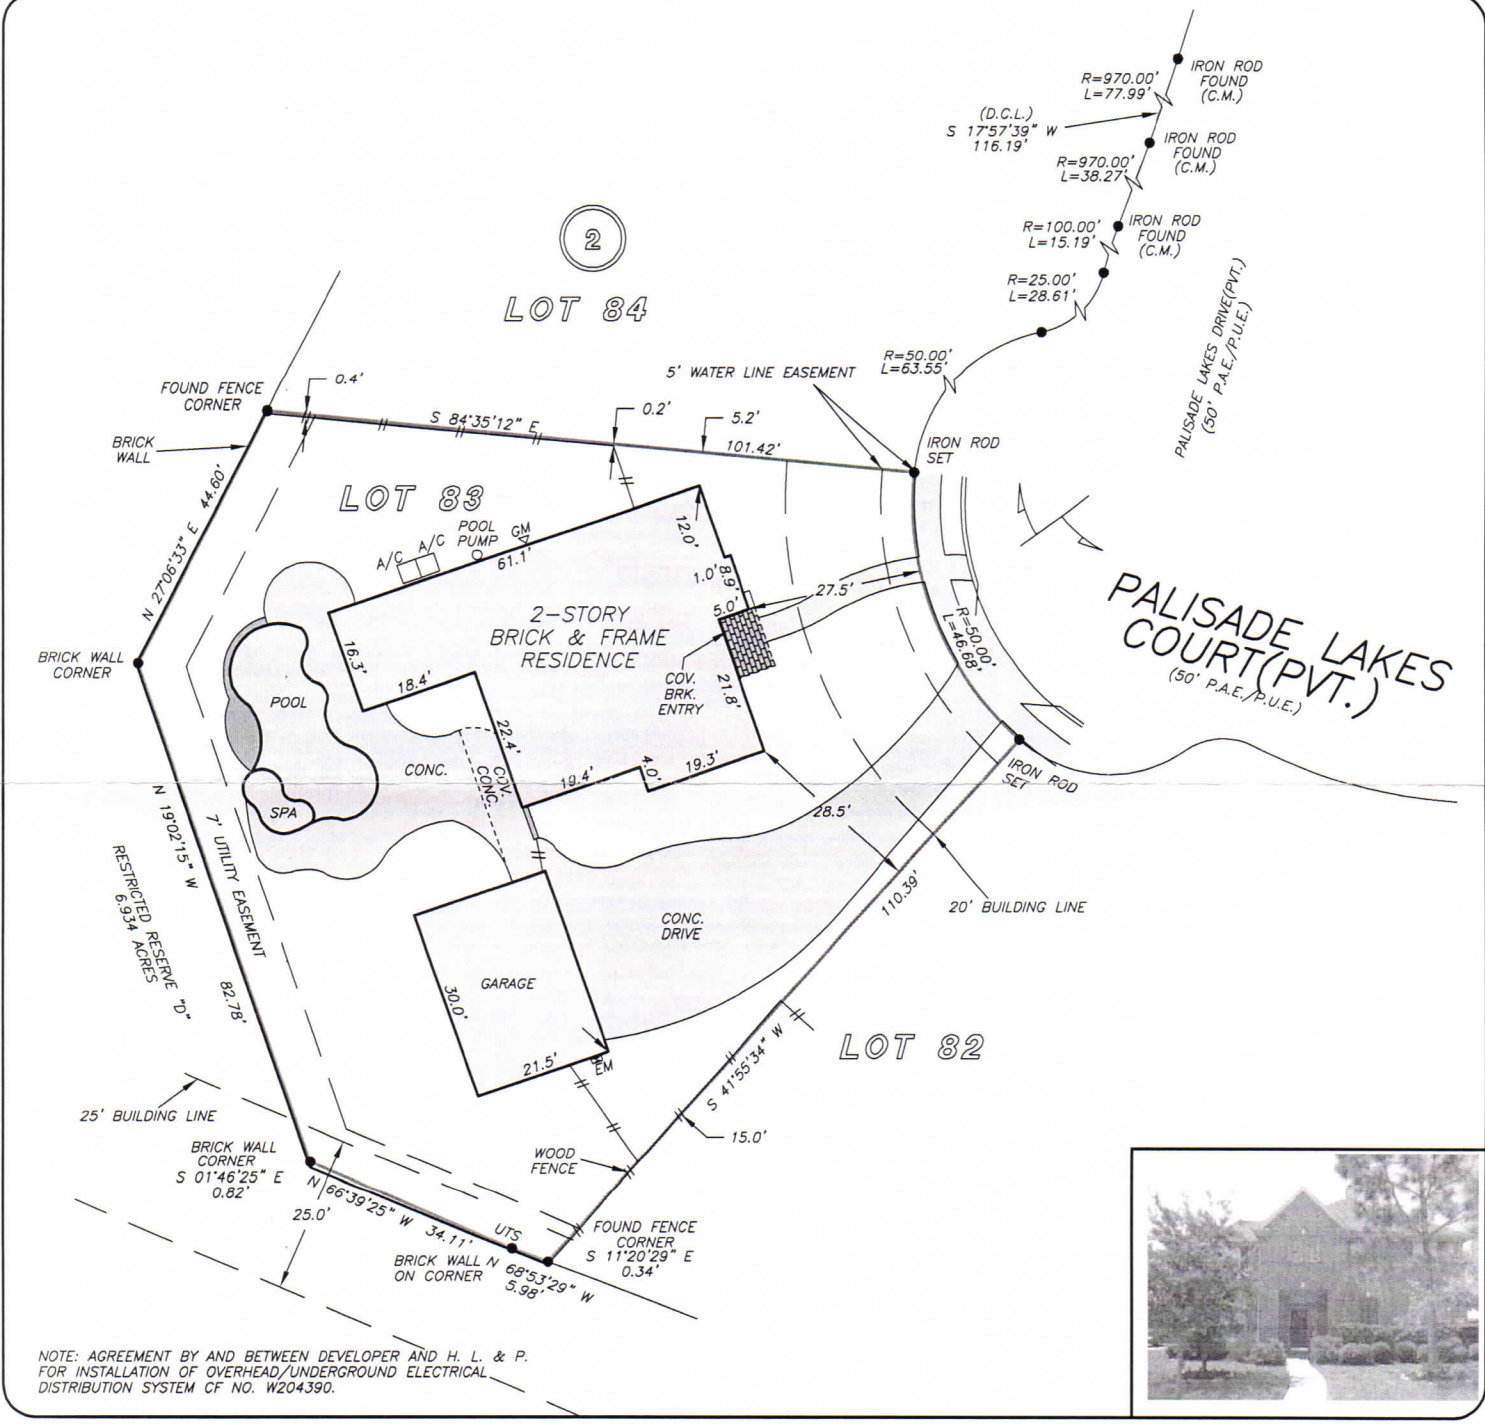 R=970.00'
L=77.99'
IRON ROD
FOUND
(C.M.)
(D.C.L.)
S 17°57'39" W
116.19'
IRON ROD
FOUND
(C.M.)
R=970.00'
L=38.27'
R=100.00'
L=15.19'
IRON ROD
FOUND
(C.M.)
R=25.00'
L=28.61'
PALISADE LAKES DRIVE(PVT.)
(50' P.A.E./P.U.E.)
2
LOT 84
R=50.00'
L=63.55'
5' WATER LINE EASEMENT
FOUND FENCE
CORNER
0.4'
S 84°35'12" E
0.2'
5.2'
101.42'
IRON ROD
SET
BRICK
WALL
N 27°06'33" E 44.60'
LOT 83
A/C
A/C
POOL
PUMP
GM
61.1'
12.0'
1.0'
8.9'
5.0'
27.5'
2-STORY
BRICK & FRAME
RESIDENCE
16.3'
18.4'
COV.
BRK.
ENTRY
21.8'
R=50.00'
L=46.68'
PALISADE LAKES
COURT(PVT.)
(50' P.A.E./P.U.E.)
BRICK WALL
CORNER
POOL
22.4'
CONC.
COV.
CONC.
19.4'
4.0'
19.3'
IRON ROD
SET
SPA
28.5'
N 19°02'15" W
82.78'
7' UTILITY EASEMENT
RESTRICTED RESERVE "D"
6.934 ACRES
110.39'
20' BUILDING LINE
CONC.
DRIVE
GARAGE
30.0'
21.5'
EM
LOT 82
S 41°55'34" W
15.0'
25' BUILDING LINE
BRICK WALL
CORNER
S 01°46'25" E
0.82'
WOOD
FENCE
N 66°39'25" W 34.11'
25.0'
UTS
BRICK WALL
ON CORNER
N 68°53'29" W
5.98'
FOUND FENCE
CORNER
S 11°20'29" E
0.34'
NOTE: AGREEMENT BY AND BETWEEN DEVELOPER AND H. L. & P.
FOR INSTALLATION OF OVERHEAD/UNDERGROUND ELECTRICAL
DISTRIBUTION SYSTEM CF NO. W204390.